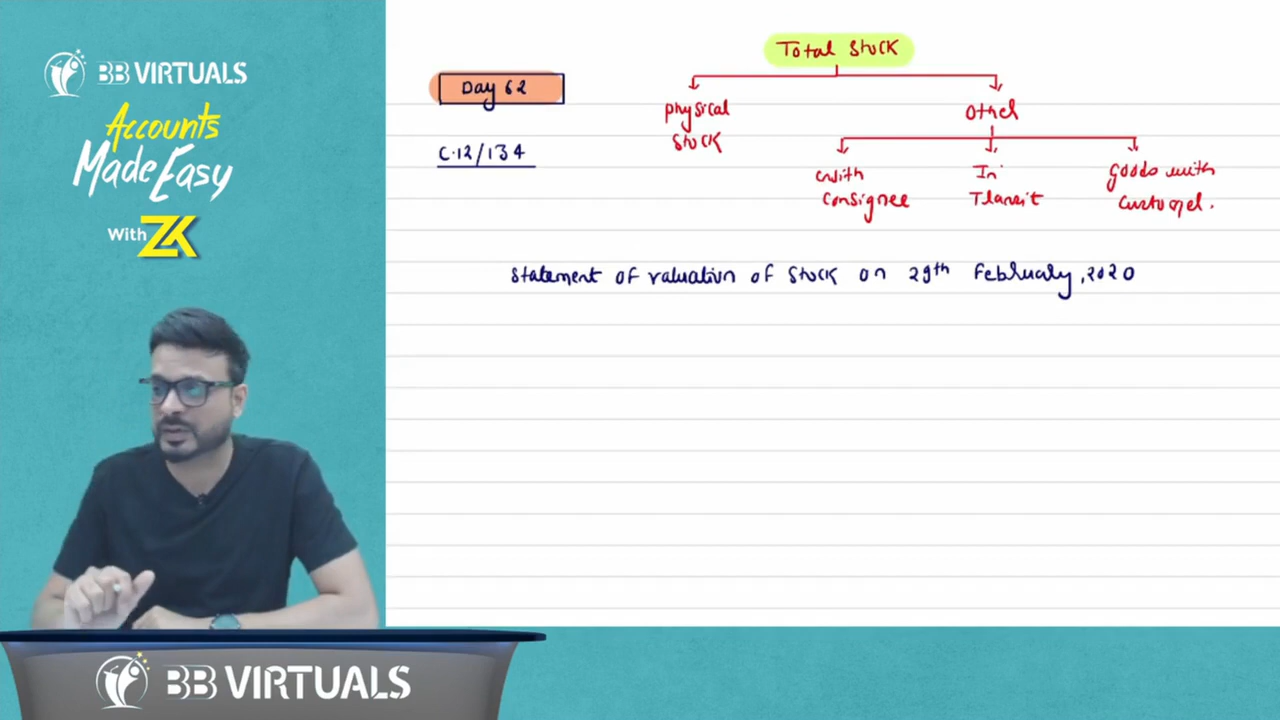 BB VIRTUALS
Accounts
Made Easy
With ZK
Day 62
C.12/134
Total Stock
Physical
Stock
Other
With
Consignee
In
Transit
Goods with
Customer.
Statement of valuation of Stock on 29th February, 2020
BB VIRTUALS